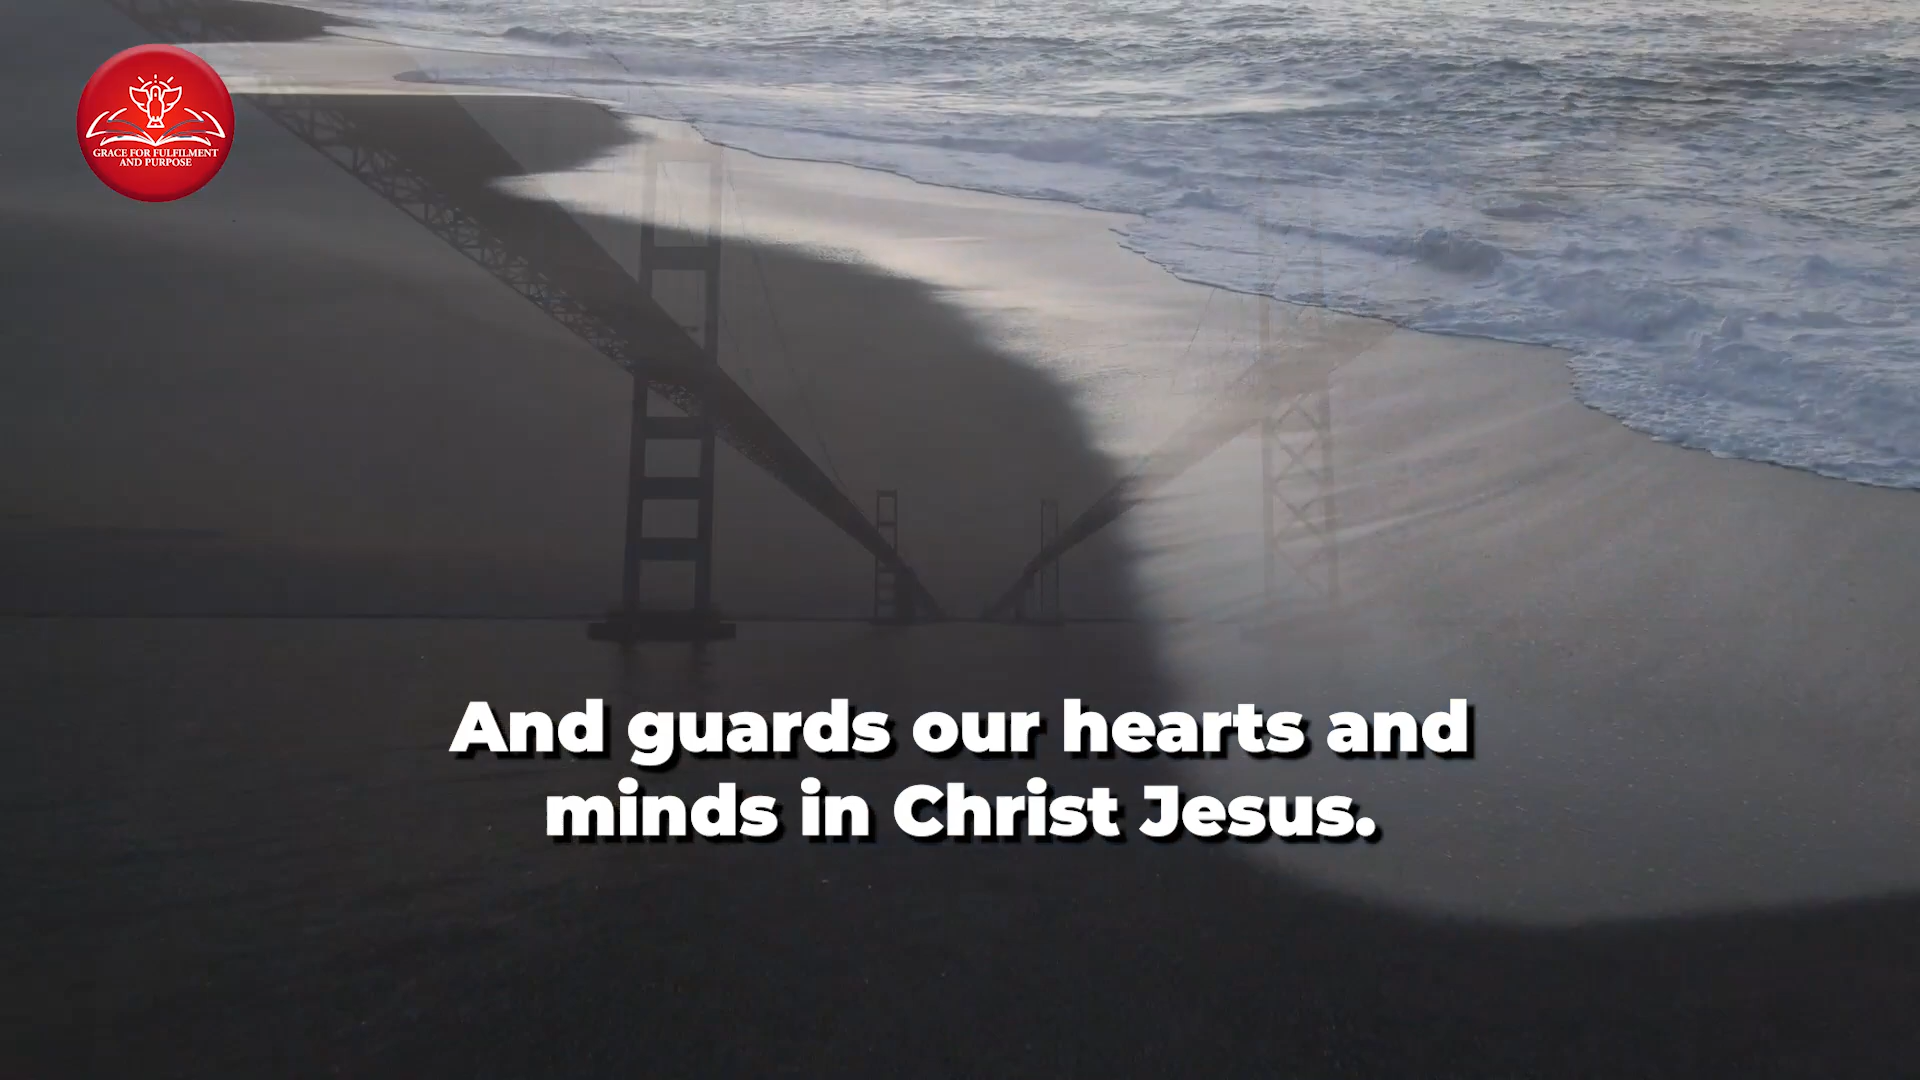 GRACE FOR FULFILMENT
AND PURPOSE
And guards our hearts and
minds in Christ Jesus.